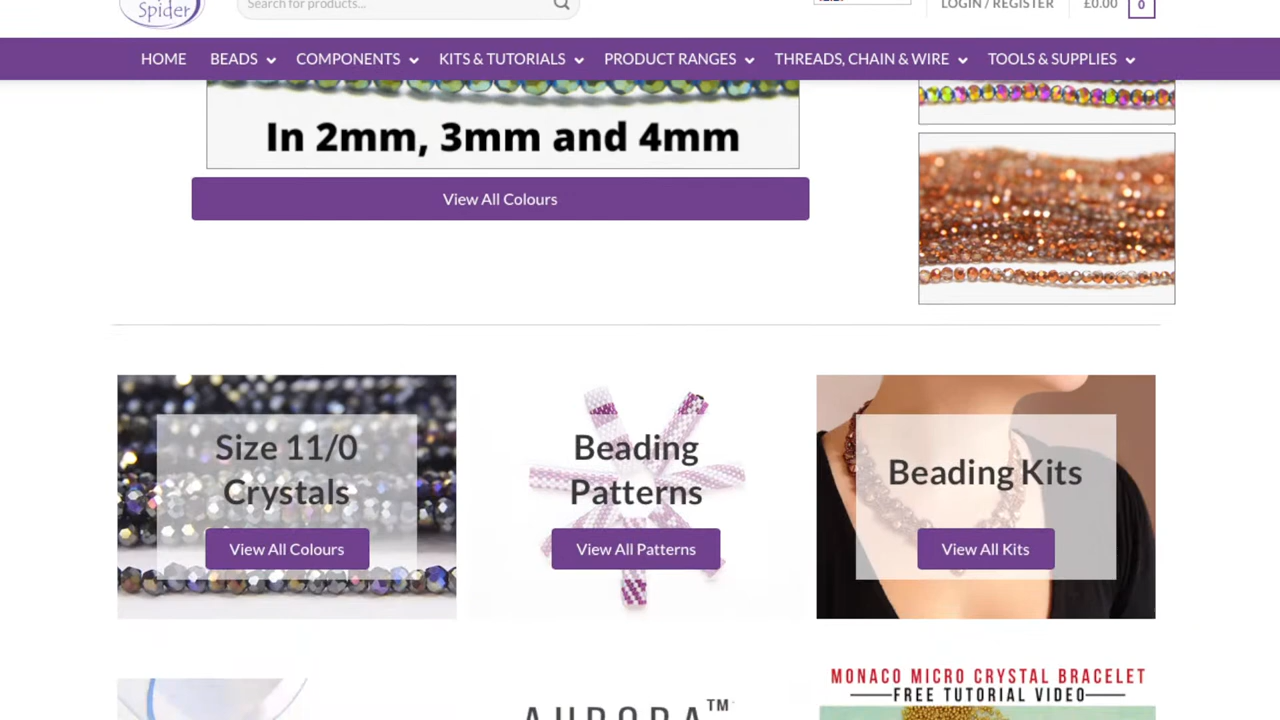 Spider
Search for products...
LOGIN / REGISTER
£0.00
0
HOME
BEADS
COMPONENTS
KITS & TUTORIALS
PRODUCT RANGES
THREADS, CHAIN & WIRE
TOOLS & SUPPLIES
In 2mm, 3mm and 4mm
View All Colours
Size 11/0
Crystals
View All Colours
Beading
Patterns
View All Patterns
Beading Kits
View All Kits
AURORA™
MONACO MICRO CRYSTAL BRACELET
FREE TUTORIAL VIDEO